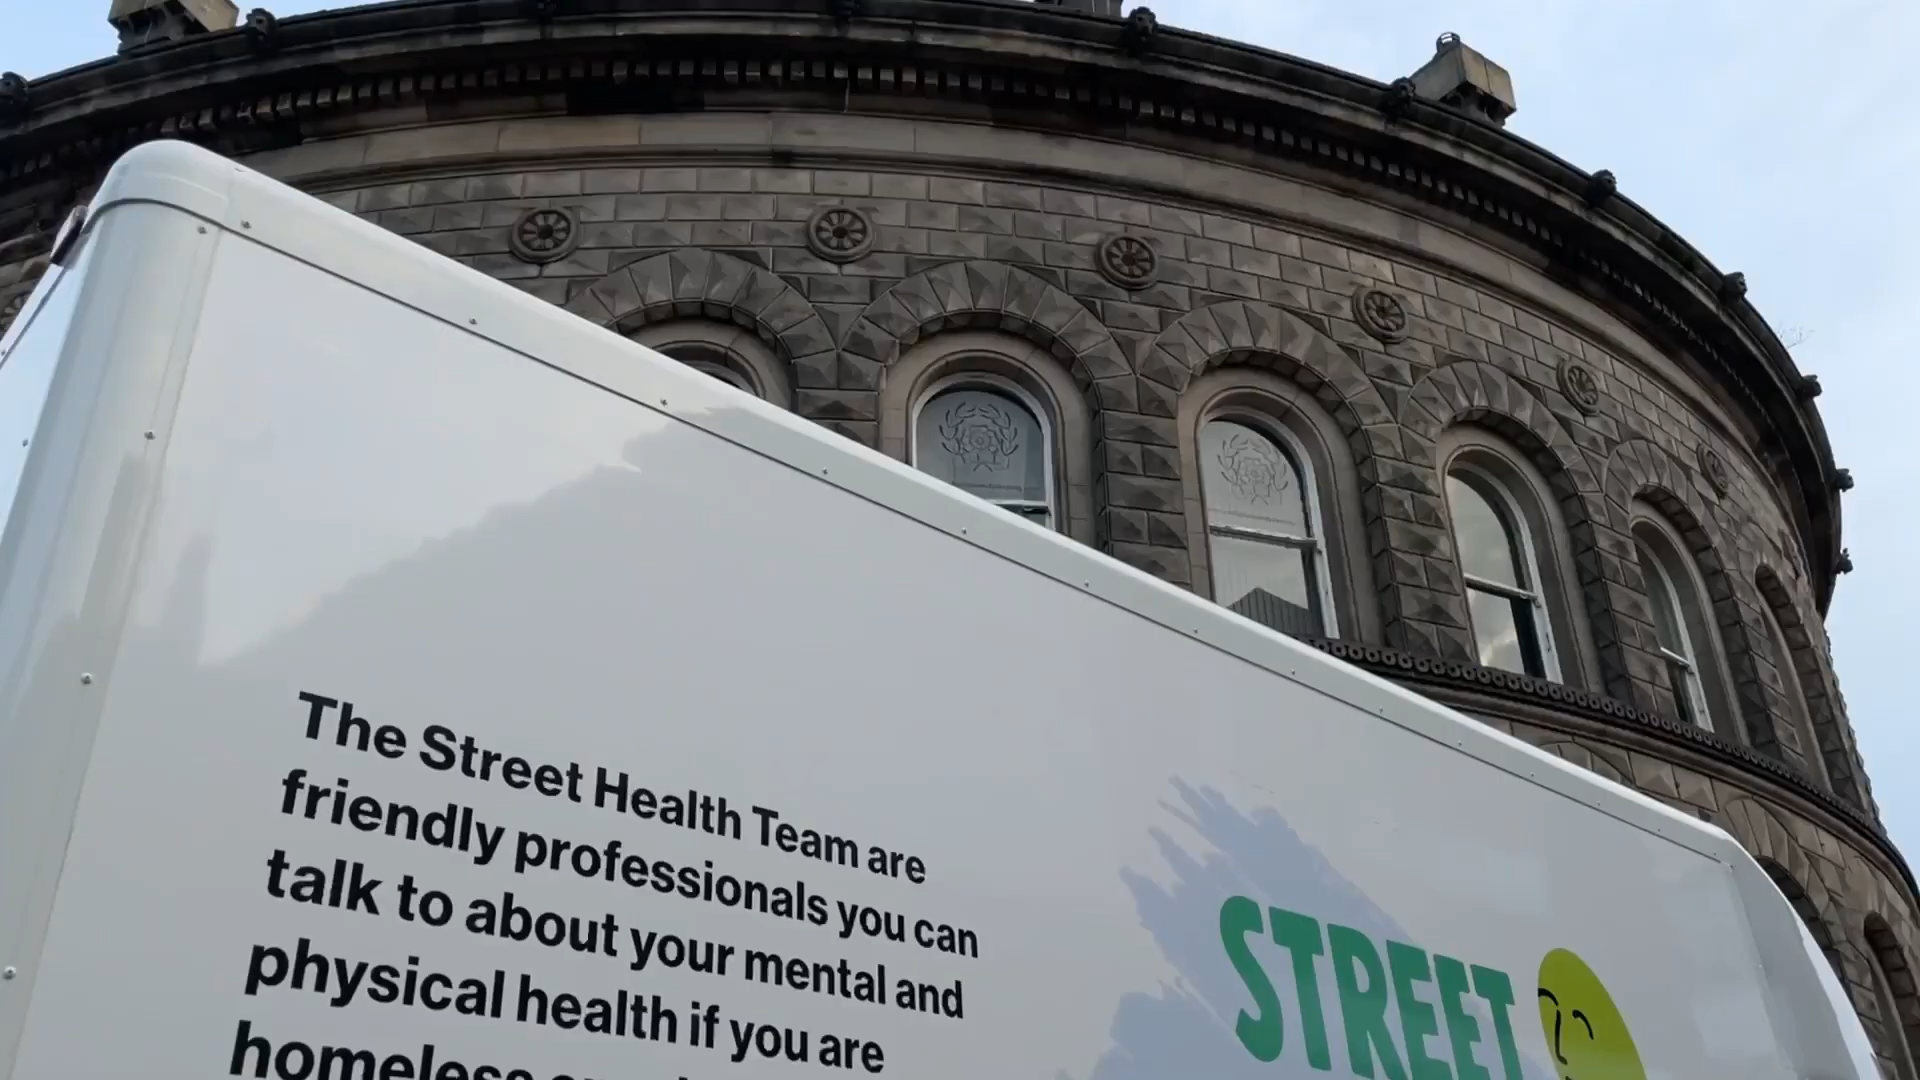 The Street Health Team are
friendly professionals you can
talk to about your mental and
physical health if you are
homeless
STREET